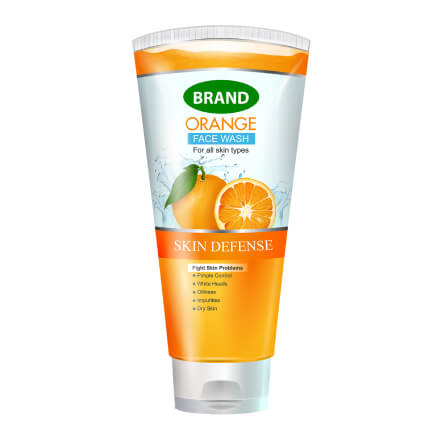 BRAND
ORANGE
FACE WASH
For all skin types
SKIN DEFENSE
Fight Skin Problems
Pimple Control
White Heads
Oiliness
Impurities
Dry Skin